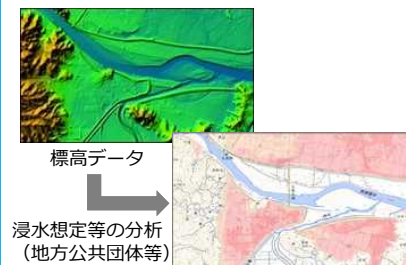 標高データ
浸水想定等の分析
（地方公共団体等）